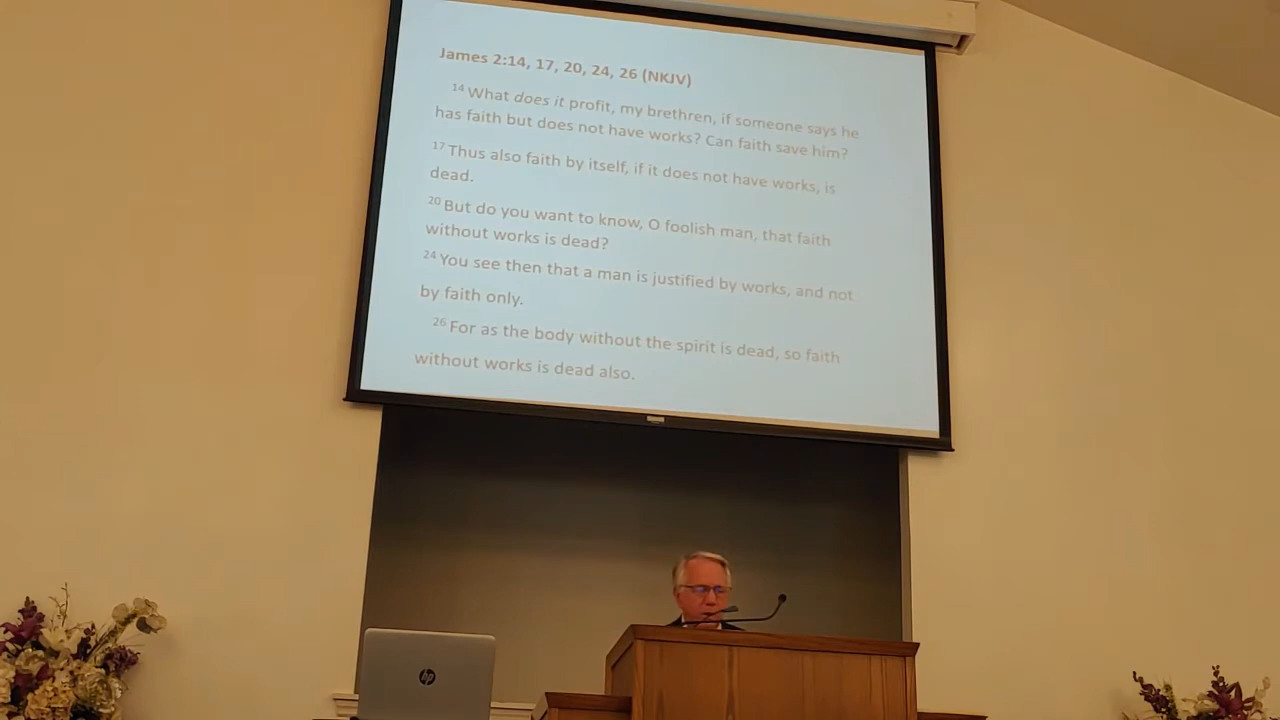 James 2:14, 17, 20, 24, 26 (NKJV)
14 What does it profit, my brethren, if someone says he
has faith but does not have works? Can faith save him?
17 Thus also faith by itself, if it does not have works, is
dead.
20 But do you want to know, O foolish man, that faith
without works is dead?
24 You see then that a man is justified by works, and not
by faith only.
26 For as the body without the spirit is dead, so faith
without works is dead also.
hp